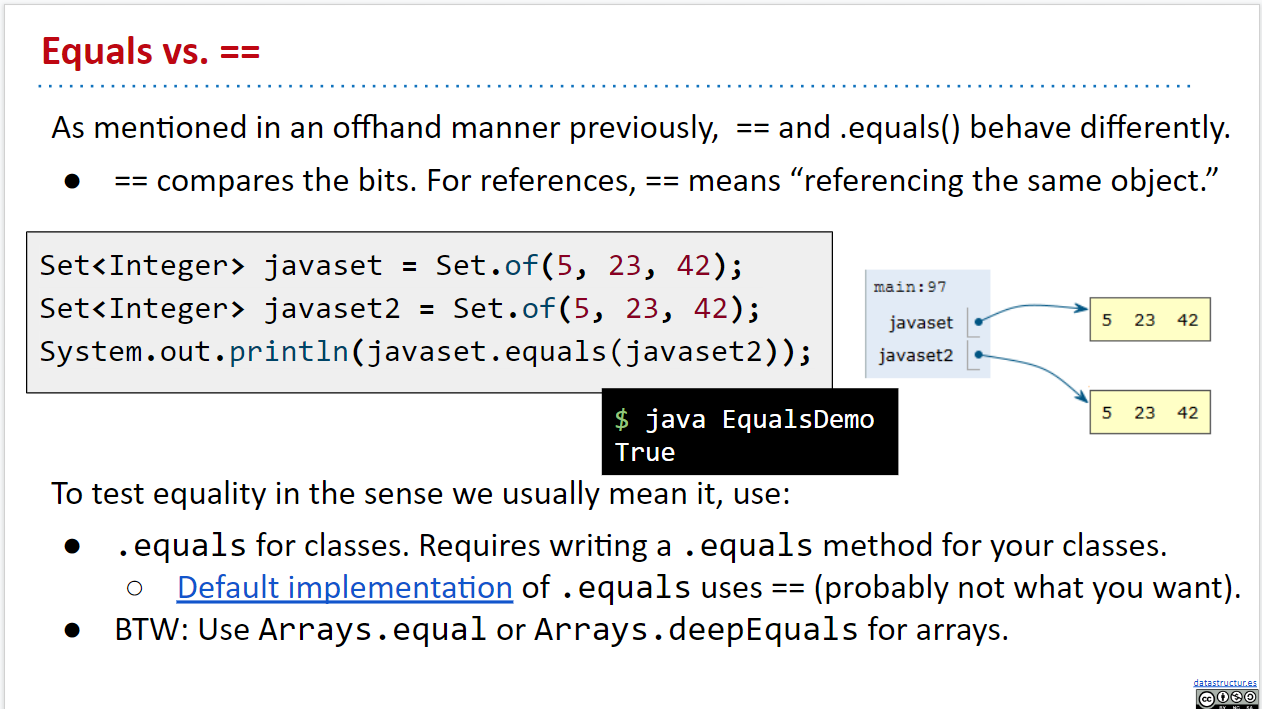 Equals vs. ==
As mentioned in an offhand manner previously,  == and .equals() behave differently.
● == compares the bits. For references, == means “referencing the same object.”
Set<Integer> javaset = Set.of(5, 23, 42);
Set<Integer> javaset2 = Set.of(5, 23, 42);
System.out.println(javaset.equals(javaset2));
$ java EqualsDemo
True
main:97
javaset
javaset2
5 23 42
5 23 42
To test equality in the sense we usually mean it, use:
● .equals for classes. Requires writing a .equals method for your classes.
○ Default implementation of .equals uses == (probably not what you want).
● BTW: Use Arrays.equal or Arrays.deepEquals for arrays.
datastructur.es
cc
BY NC SA